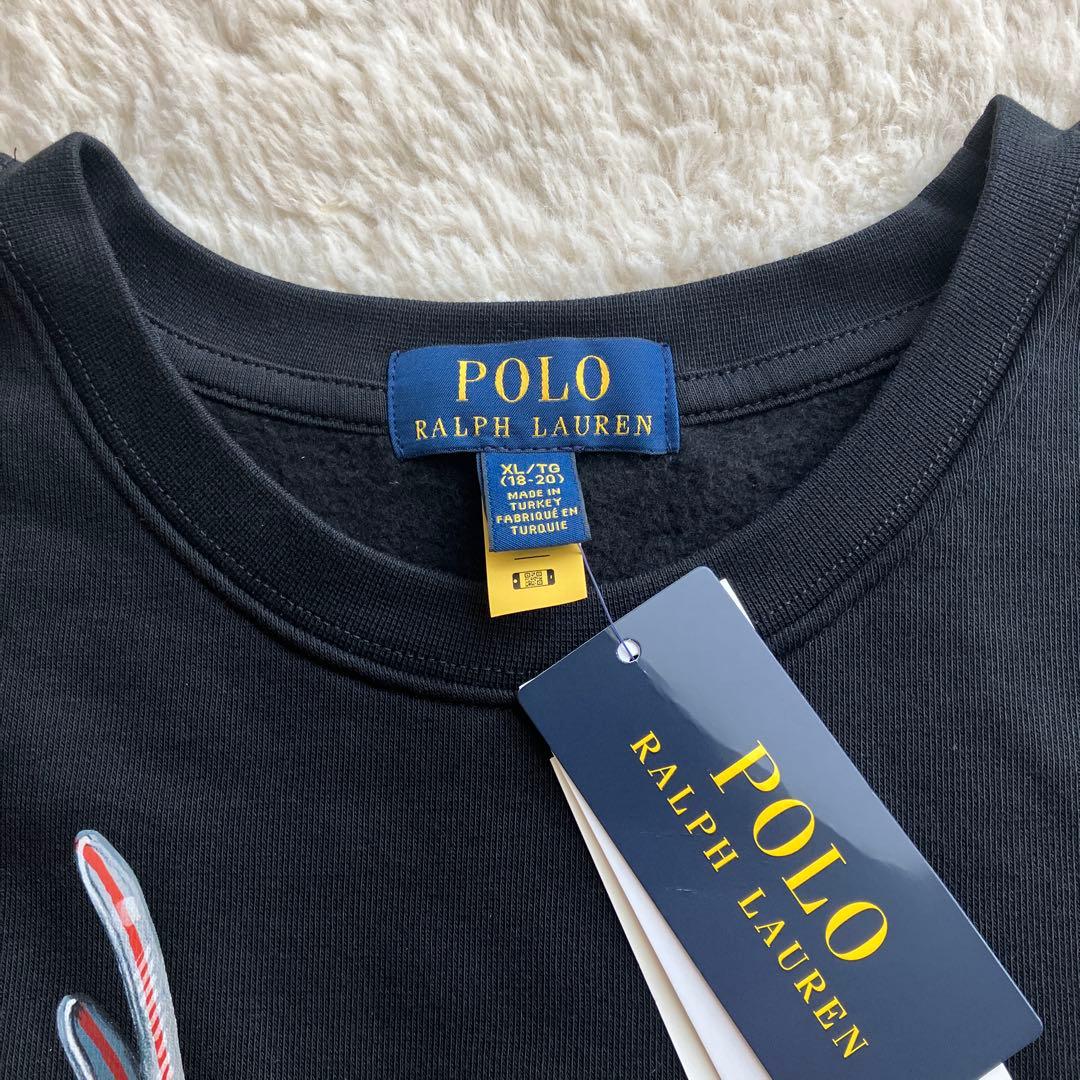 POLO
RALPH LAUREN
XL/TG
(18-20)
MADE IN
TURKEY
FABRIQUÉ EN
TURQUIE
POLO
RALPH LAUREN